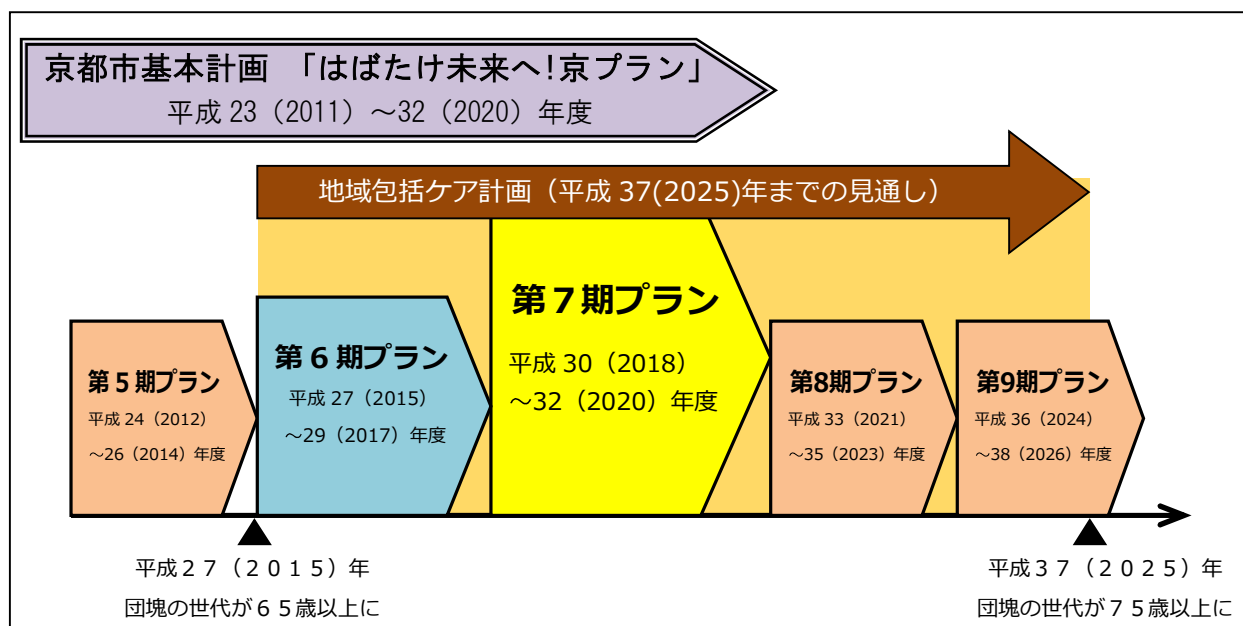 京都市基本計画 「はばたけ未来へ!京プラン」
平成 23（2011）～32（2020）年度
地域包括ケア計画（平成 37(2025)年までの見通し）
第５期プラン
平成 24（2012）
～26（2014）年度
第６期プラン
平成 27（2015）
～29（2017）年度
第７期プラン
平成 30（2018）
～32（2020）年度
第8期プラン
平成 33（2021）
～35（2023）年度
第9期プラン
平成 36（2024）
～38（2026）年度
平成２７（２０１５）年
団塊の世代が６５歳以上に
平成３７（２０２５）年
団塊の世代が７５歳以上に